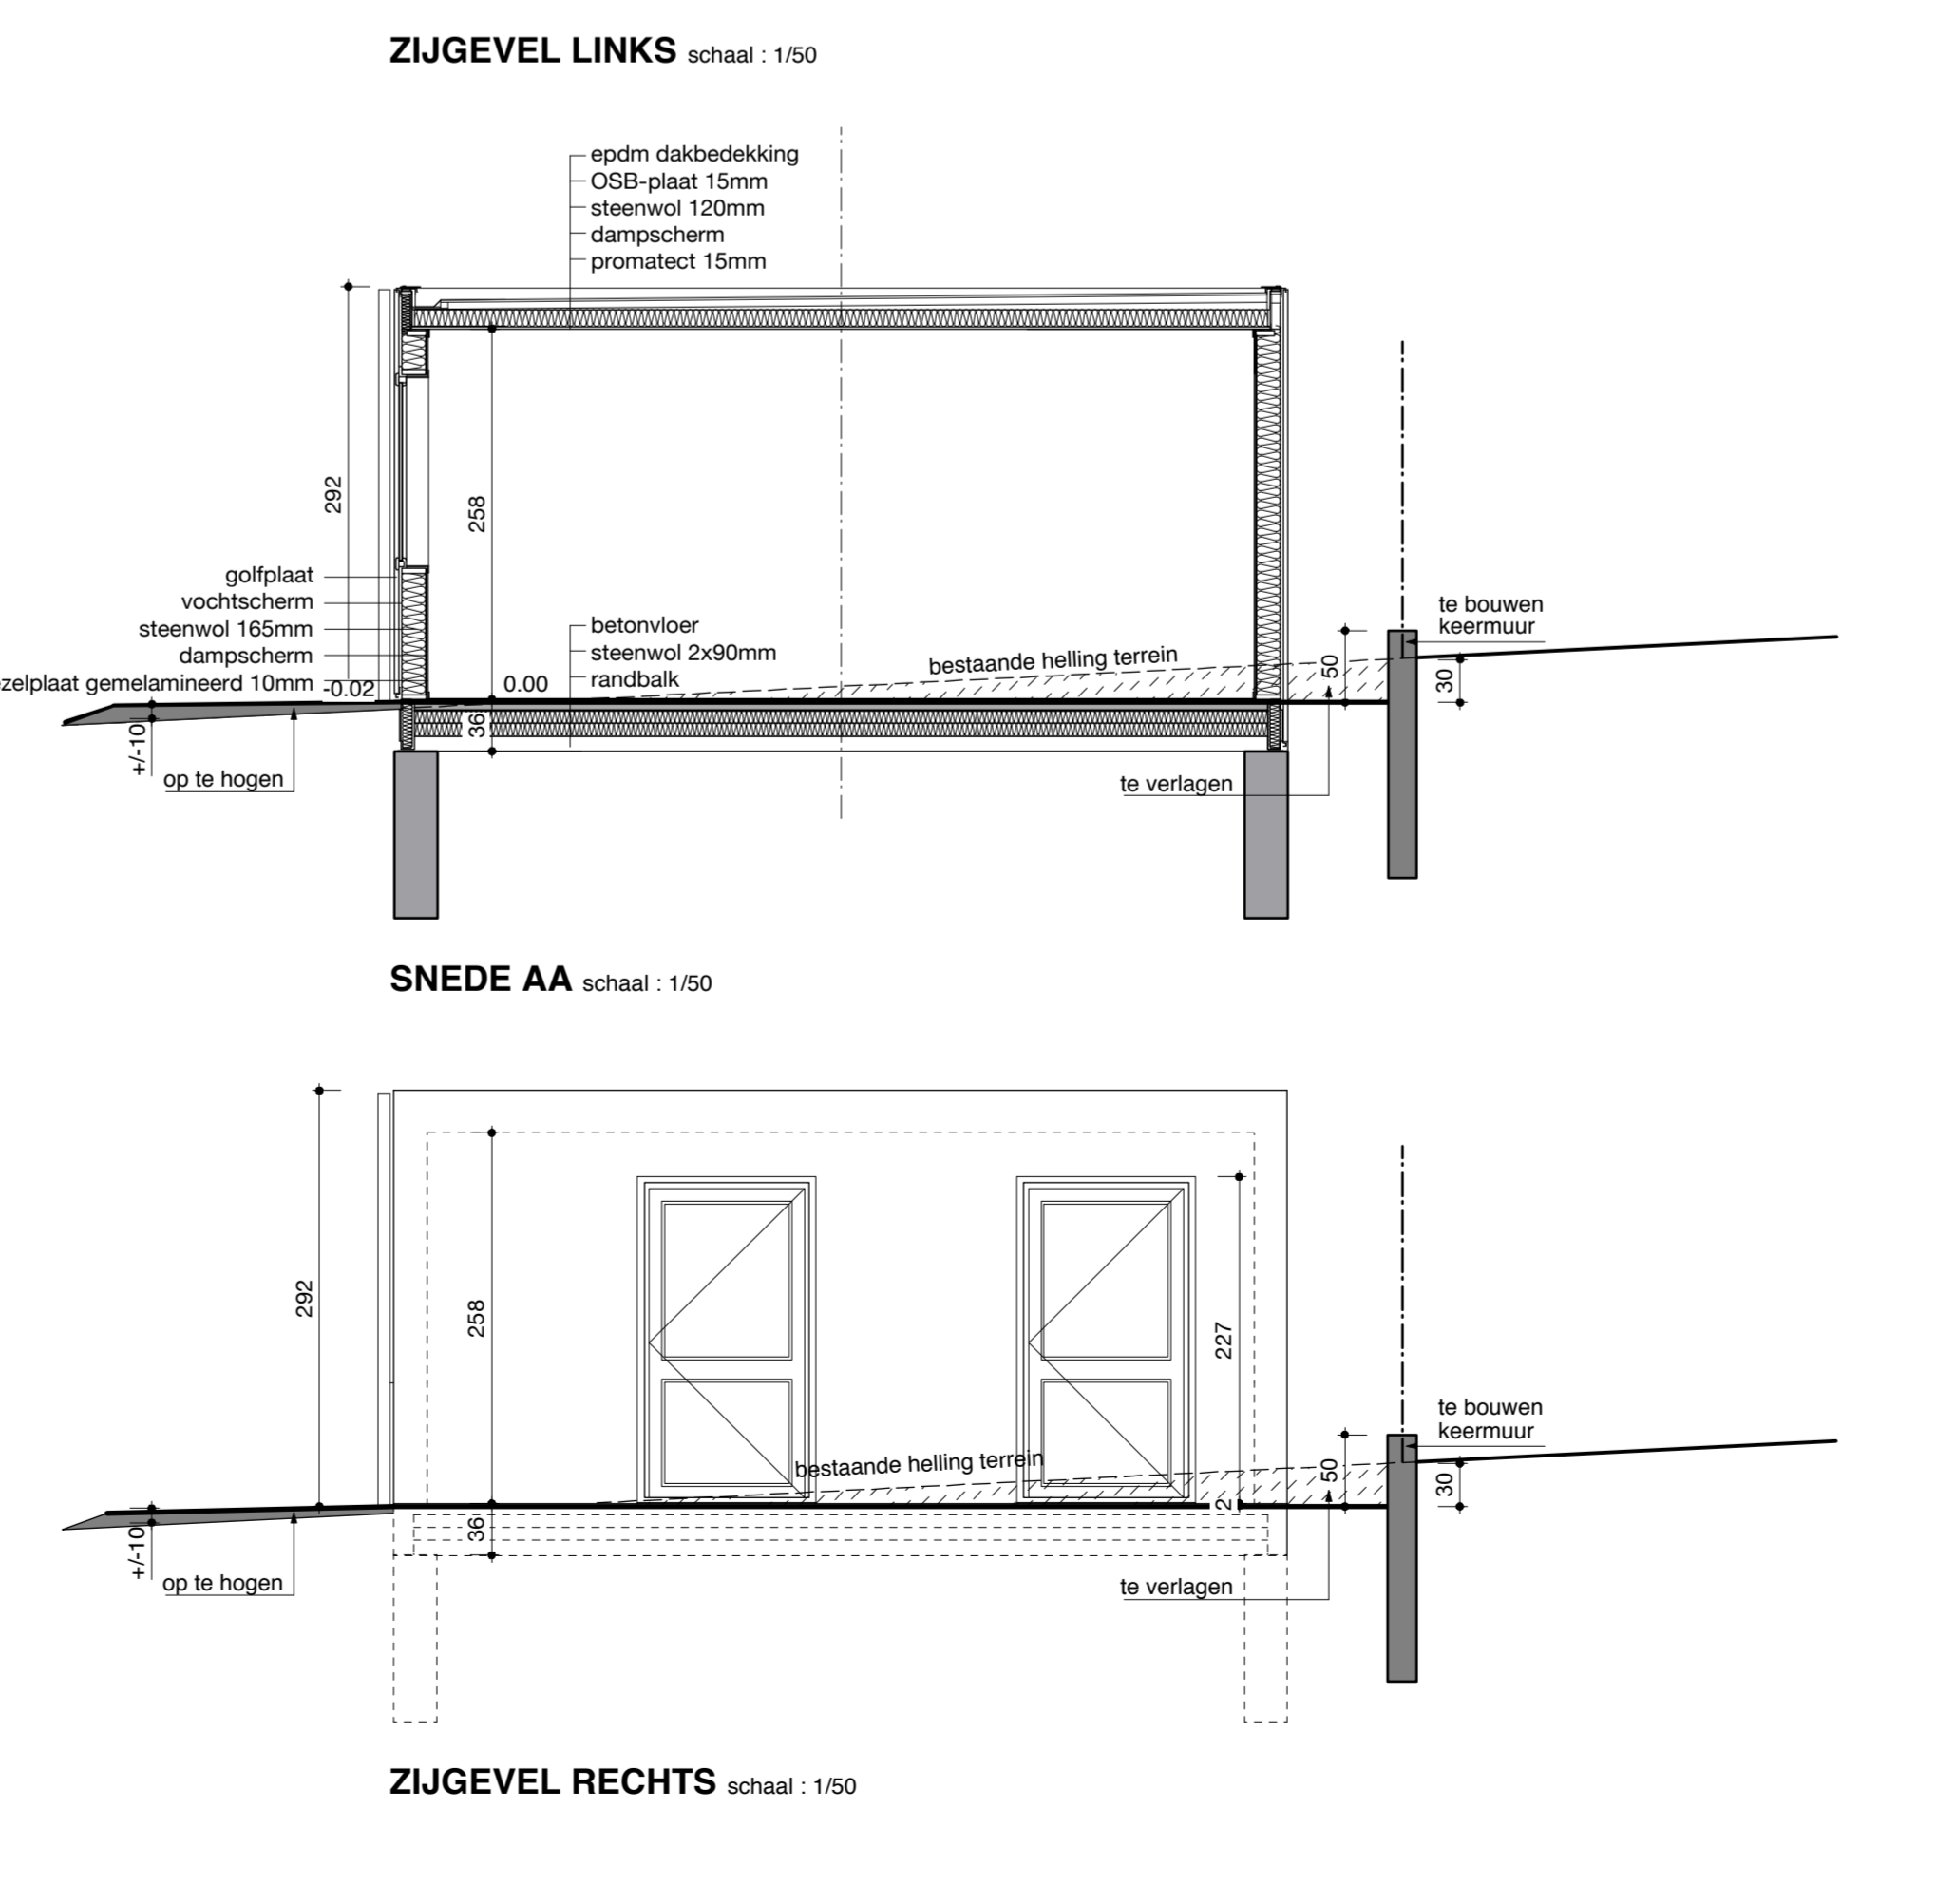 ZIJGEVEL LINKS schaal : 1/50
epdm dakbedekking
OSB-plaat 15mm
steenwol 120mm
dampscherm
promatect 15mm
292
258
golfplaat
vochtscherm
steenwol 165mm
dampscherm
zelplaat gemelamineerd 10mm
-0.02
0.00
betonvloer
steenwol 2x90mm
randbalk
bestaande helling terrein
te bouwen
keermuur
50
30
36
+/-10
op te hogen
te verlagen
SNEDE AA schaal : 1/50
292
258
227
bestaande helling terrein
te bouwen
keermuur
50
30
2
36
+/-10
op te hogen
te verlagen
ZIJGEVEL RECHTS schaal : 1/50